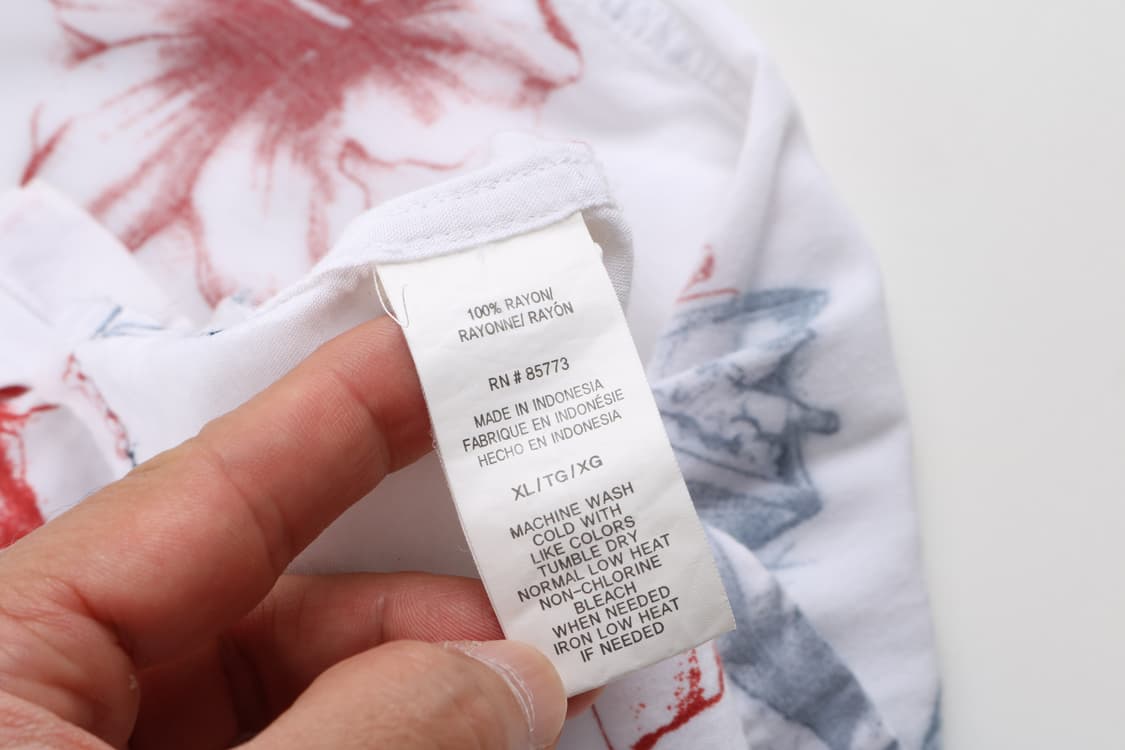 100% RAYON/
RAYONNE/ RAYÓN
RN # 85773
MADE IN INDONESIA
FABRIQUE EN INDONÉSIE
HECHO EN INDONESIA
XL/TG/XG
MACHINE WASH
COLD WITH
LIKE COLORS
TUMBLE DRY
NORMAL LOW HEAT
NON-CHLORINE
BLEACH
WHEN NEEDED
IRON LOW HEAT
IF NEEDED